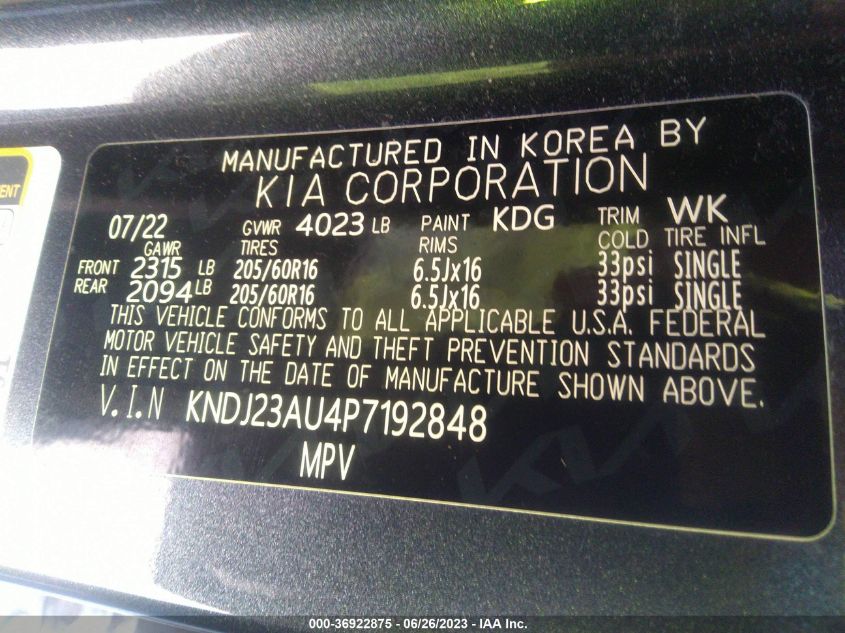 MENT
MANUFACTURED IN KOREA BY
KIA CORPORATION
07/22 GVWR 4023 LB PAINT KDG TRIM WK
GAWR TIRES RIMS COLD TIRE INFL
FRONT 2315 LB 205/60R16 6.5Jx16 33psi SINGLE
REAR 2094 LB 205/60R16 6.5Jx16 33psi SINGLE
THIS VEHICLE CONFORMS TO ALL APPLICABLE U.S.A. FEDERAL
MOTOR VEHICLE SAFETY AND THEFT PREVENTION STANDARDS
IN EFFECT ON THE DATE OF MANUFACTURE SHOWN ABOVE.
V.I.N KNDJ23AU4P7192848
MPV
000-36922875 - 06/26/2023 - IAA Inc.